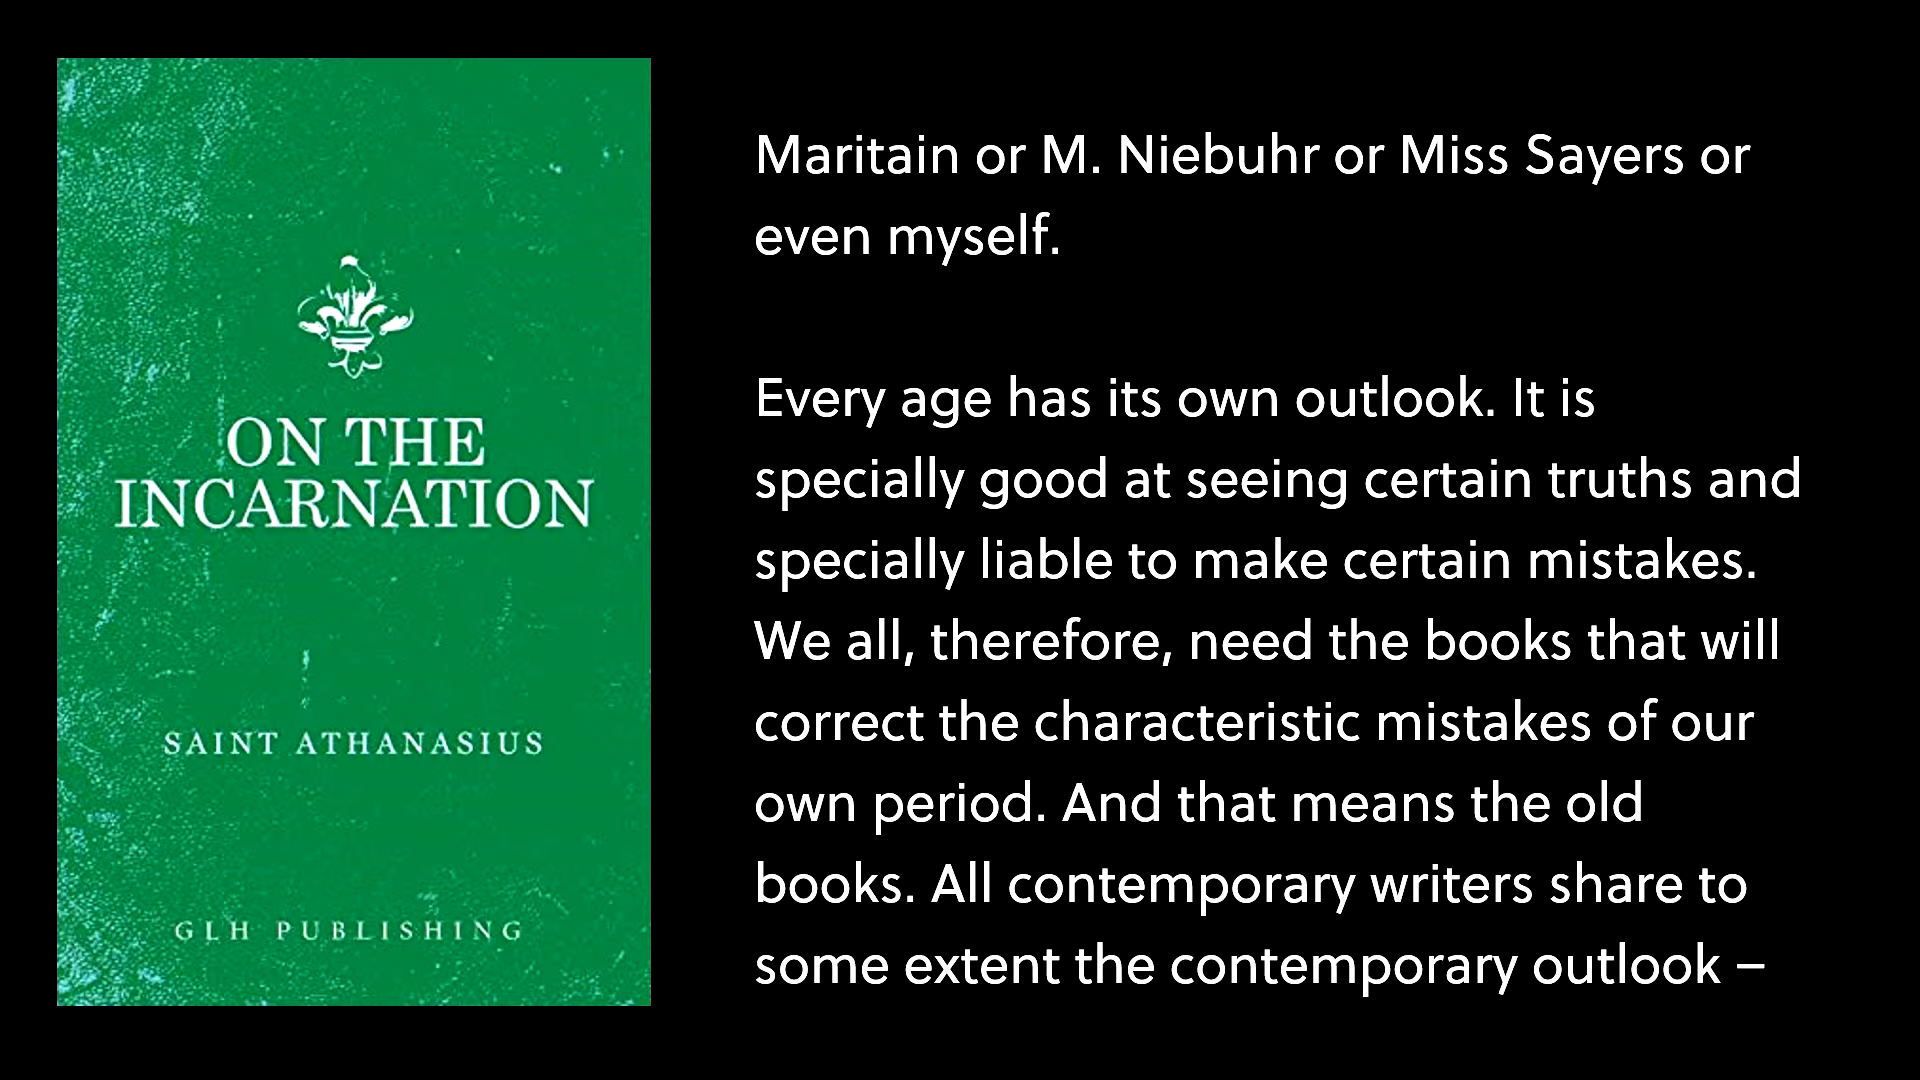 ON THE
INCARNATION
SAINT ATHANASIUS
GLH PUBLISHING
Maritain or M. Niebuhr or Miss Sayers or
even myself.
Every age has its own outlook. It is
specially good at seeing certain truths and
specially liable to make certain mistakes.
We all, therefore, need the books that will
correct the characteristic mistakes of our
own period. And that means the old
books. All contemporary writers share to
some extent the contemporary outlook –